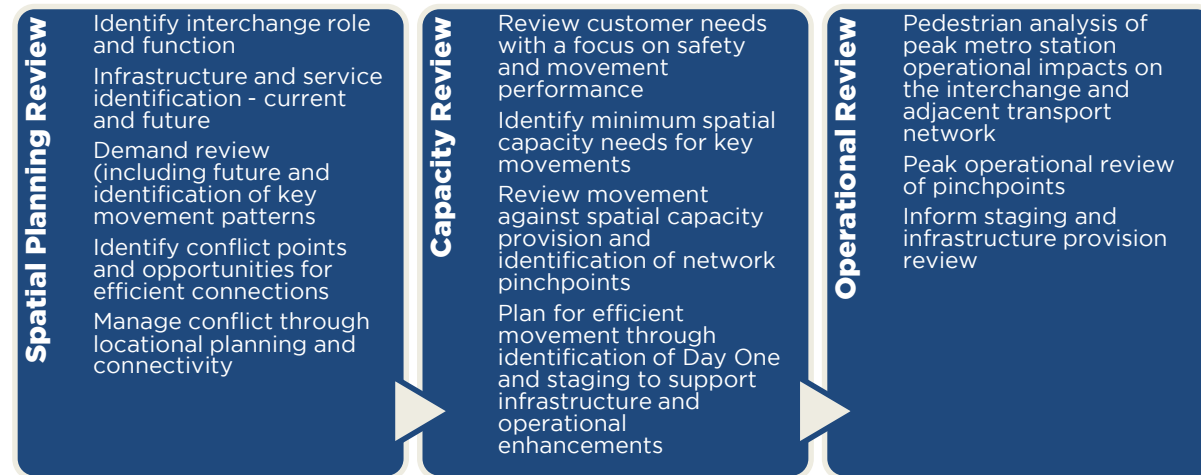 Spatial Planning Review
Identify interchange role
and function
Infrastructure and service
identification - current
and future
Demand review
(including future and
identification of key
movement patterns
Identify conflict points
and opportunities for
efficient connections
Manage conflict through
locational planning and
connectivity
Capacity Review
Review customer needs
with a focus on safety
and movement
performance
Identify minimum spatial
capacity needs for key
movements
Review movement
against spatial capacity
provision and
identification of network
pinchpoints
Plan for efficient
movement through
identification of Day One
and staging to support
infrastructure and
operational
enhancements
Operational Review
Pedestrian analysis of
peak metro station
operational impacts on
the interchange and
adjacent transport
network
Peak operational review
of pinchpoints
Inform staging and
infrastructure provision
review